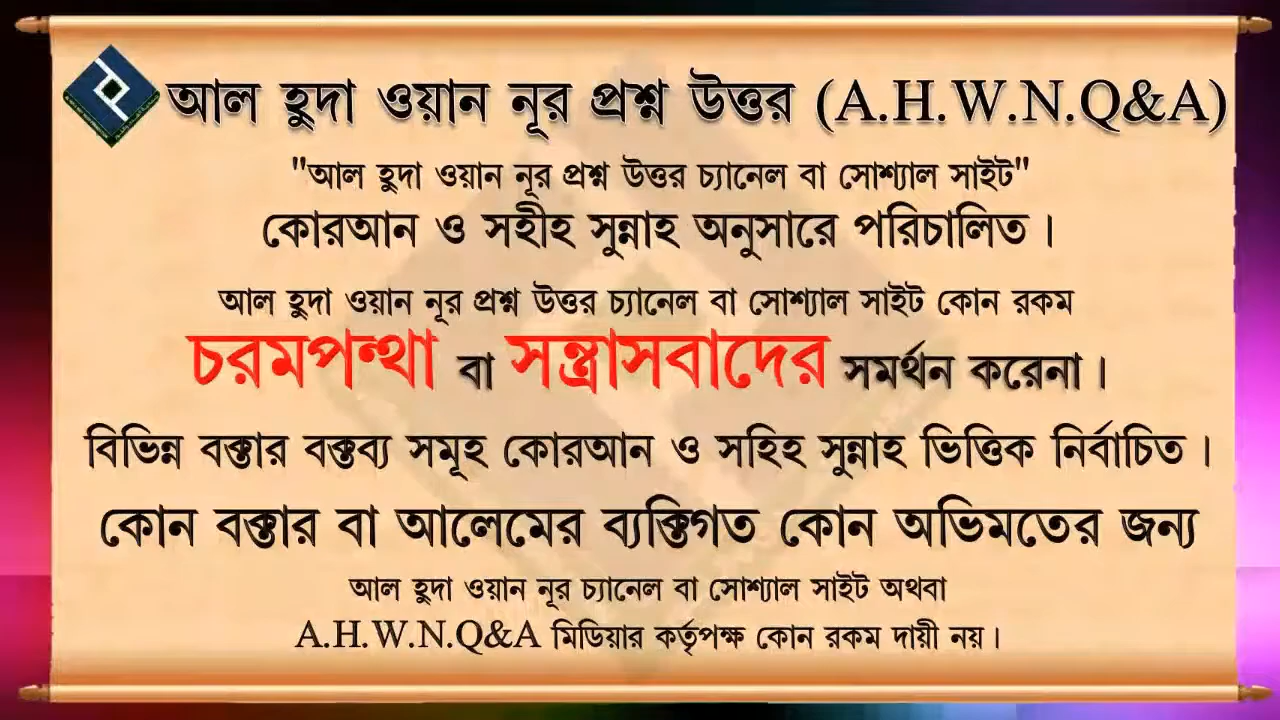 আল হুদা ওয়ান নূর প্রশ্ন উত্তর (A.H.W.N.Q&A)
"আল হুদা ওয়ান নূর প্রশ্ন উত্তর চ্যানেল বা সোশ্যাল সাইট"
কোরআন ও সহীহ সুন্নাহ অনুসারে পরিচালিত।
আল হুদা ওয়ান নূর প্রশ্ন উত্তর চ্যানেল বা সোশ্যাল সাইট কোন রকম
চরমপন্থা বা সন্ত্রাসবাদের সমর্থন করেনা।
বিভিন্ন বক্তার বক্তব্য সমূহ কোরআন ও সহিহ সুন্নাহ ভিত্তিক নির্বাচিত।
কোন বক্তার বা আলেমের ব্যক্তিগত কোন অভিমতের জন্য
আল হুদা ওয়ান নূর চ্যানেল বা সোশ্যাল সাইট অথবা
A.H.W.N.Q&A মিডিয়ার কর্তৃপক্ষ কোন রকম দায়ী নয়।